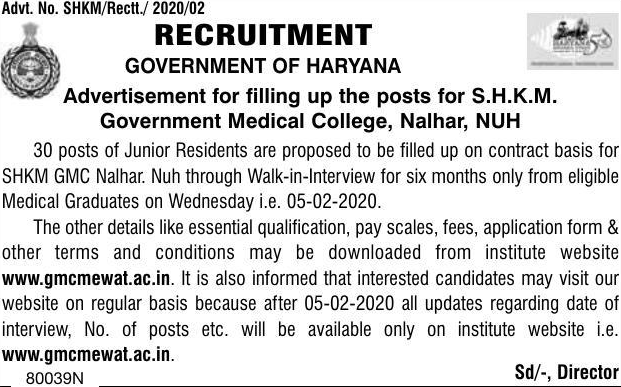 Advt. No. SHKM/Rectt./ 2020/02
RECRUITMENT
GOVERNMENT OF HARYANA
Advertisement for filling up the posts for S.H.K.M.
Government Medical College, Nalhar, NUH
30 posts of Junior Residents are proposed to be filled up on contract basis for
SHKM GMC Nalhar. Nuh through Walk-in-Interview for six months only from eligible
Medical Graduates on Wednesday i.e. 05-02-2020.
The other details like essential qualification, pay scales, fees, application form &
other terms and conditions may be downloaded from institute website
www.gmcmewat.ac.in. It is also informed that interested candidates may visit our
website on regular basis because after 05-02-2020 all updates regarding date of
interview, No. of posts etc. will be available only on institute website i.e.
www.gmcmewat.ac.in.
80039N
Sd/-, Director